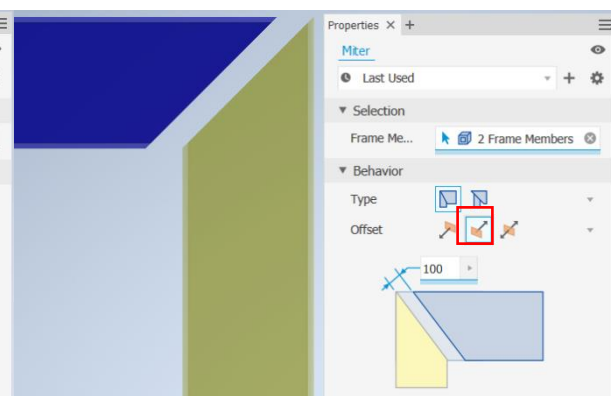 Properties × +
Miter
Last Used
Selection
Frame Me...
2 Frame Members
Behavior
Type
Offset
100